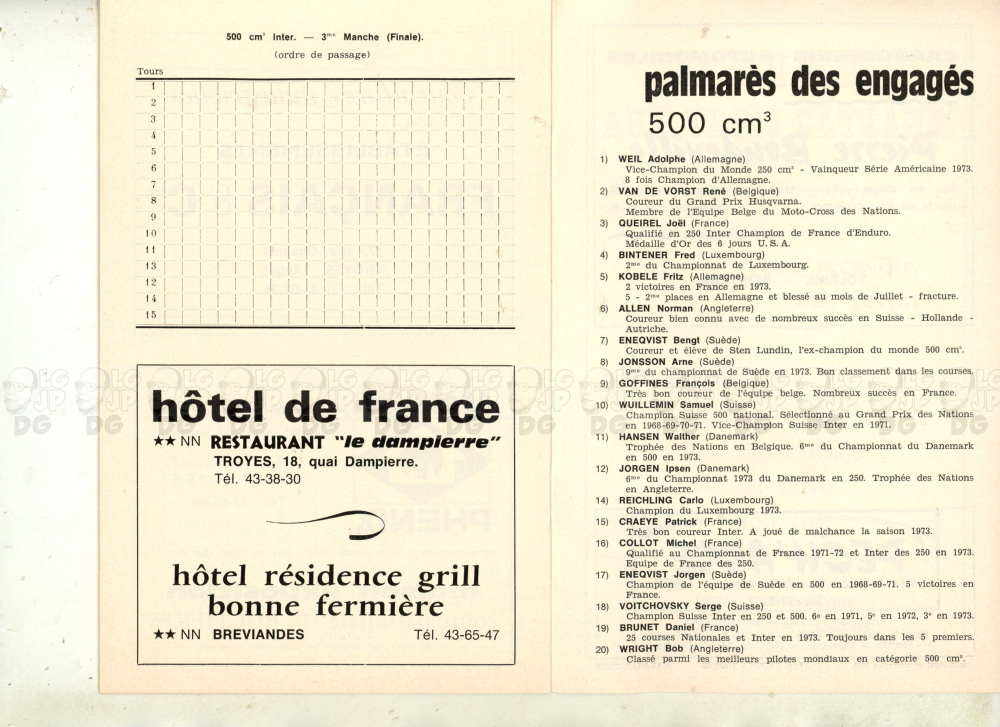 500 cm³ Inter. — 3me Manche (Finale).
(ordre de passage)
Tours
1
2
3
4
5
6
7
8
9
10
11
13
12
14
15
hôtel de france
★★ NN RESTAURANT "le dampierre"
TROYES, 18, quai Dampierre.
Tél. 43-38-30
hôtel résidence grill
bonne fermière
★★ NN BREVIANDES Tél. 43-65-47
palmarès des engagés
500 cm³
1) WEIL Adolphe (Allemagne)
Vice-Champion du Monde 250 cm³ - Vainqueur Série Américaine 1973.
8 fois Champion d'Allemagne.
2) VAN DE VORST René (Belgique)
Coureur du Grand Prix Husqvarna.
Membre de l'Equipe Belge du Moto-Cross des Nations.
3) QUEIREL Joël (France)
Qualifié en 250 Inter Champion de France d'Enduro.
Médaille d'Or des 6 jours U.S.A.
4) BINTENER Fred (Luxembourg)
2me du Championnat de Luxembourg.
5) KOBELE Fritz (Allemagne)
2 victoires en France en 1973.
5 - 2me places en Allemagne et blessé au mois de Juillet - fracture.
6) ALLEN Norman (Angleterre)
Coureur bien connu avec de nombreux succès en Suisse - Hollande -
Autriche.
7) ENEQVIST Bengt (Suède)
Coureur et élève de Sten Lundin, l'ex-champion du monde 500 cm³.
8) JONSSON Arne (Suède)
9me du championnat de Suède en 1973. Bon classement dans les courses.
9) GOFFINES François (Belgique)
Très bon coureur de l'équipe belge. Nombreux succès en France.
10) WUILLEMIN Samuel (Suisse)
Champion Suisse 500 national. Sélectionné au Grand Prix des Nations
en 1968-69-70-71. Vice-Champion Suisse Inter en 1971.
11) HANSEN Walther (Danemark)
Trophée des Nations en Belgique. 6me du Championnat du Danemark
en 500 en 1973.
12) JORGEN Ipsen (Danemark)
6me du Championnat 1973 du Danemark en 250. Trophée des Nations
en Angleterre.
14) REICHLING Carlo (Luxembourg)
Champion du Luxembourg 1973.
15) CRAEYE Patrick (France)
Très bon coureur Inter. A joué de malchance la saison 1973.
16) COLLOT Michel (France)
Qualifié au Championnat de France 1971-72 et Inter des 250 en 1973.
Equipe de France des 250.
17) ENEQVIST Jorgen (Suède)
Champion de l'équipe de Suède en 500 en 1968-69-71. 5 victoires en
France.
18) VOITCHOVSKY Serge (Suisse)
Champion Suisse Inter en 250 et 500. 6e en 1971, 5e en 1972, 3e en 1973.
19) BRUNET Daniel (France)
25 courses Nationales et Inter en 1973. Toujours dans les 5 premiers.
20) WRIGHT Bob (Angleterre)
Classé parmi les meilleurs pilotes mondiaux en catégorie 500 cm³.